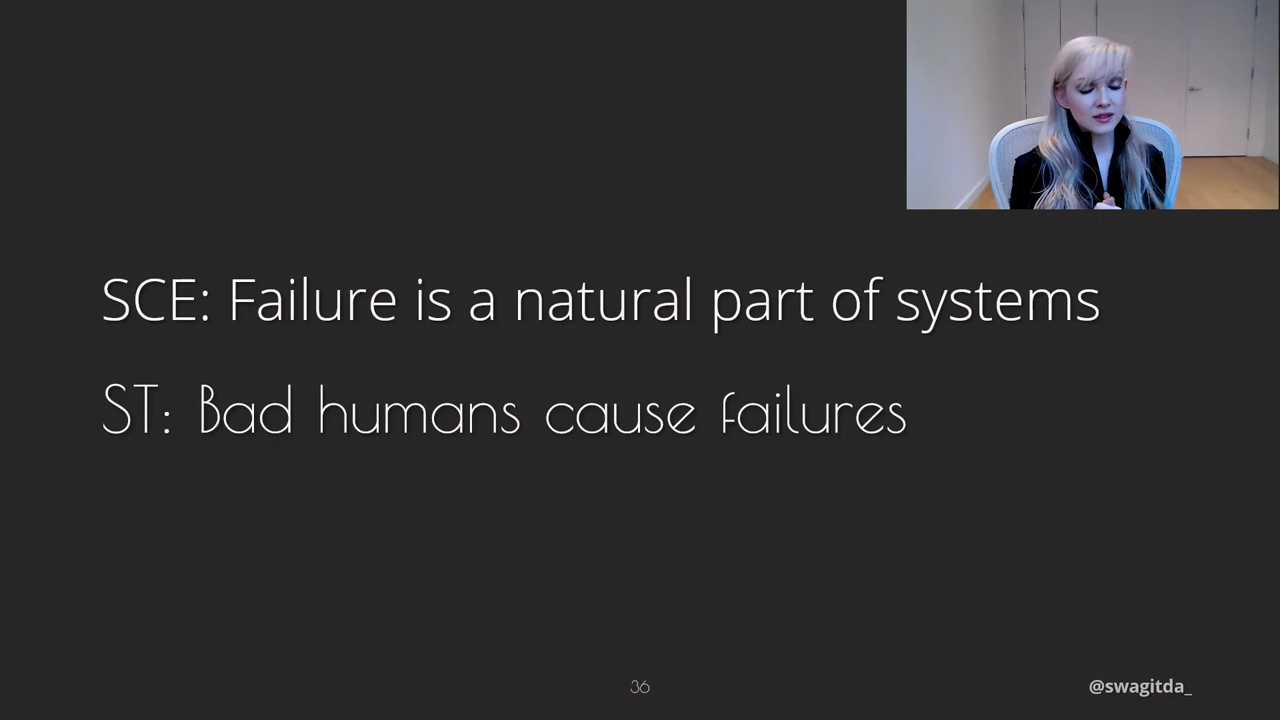 SCE: Failure is a natural part of systems
ST: Bad humans cause failures
36
@swagitda_